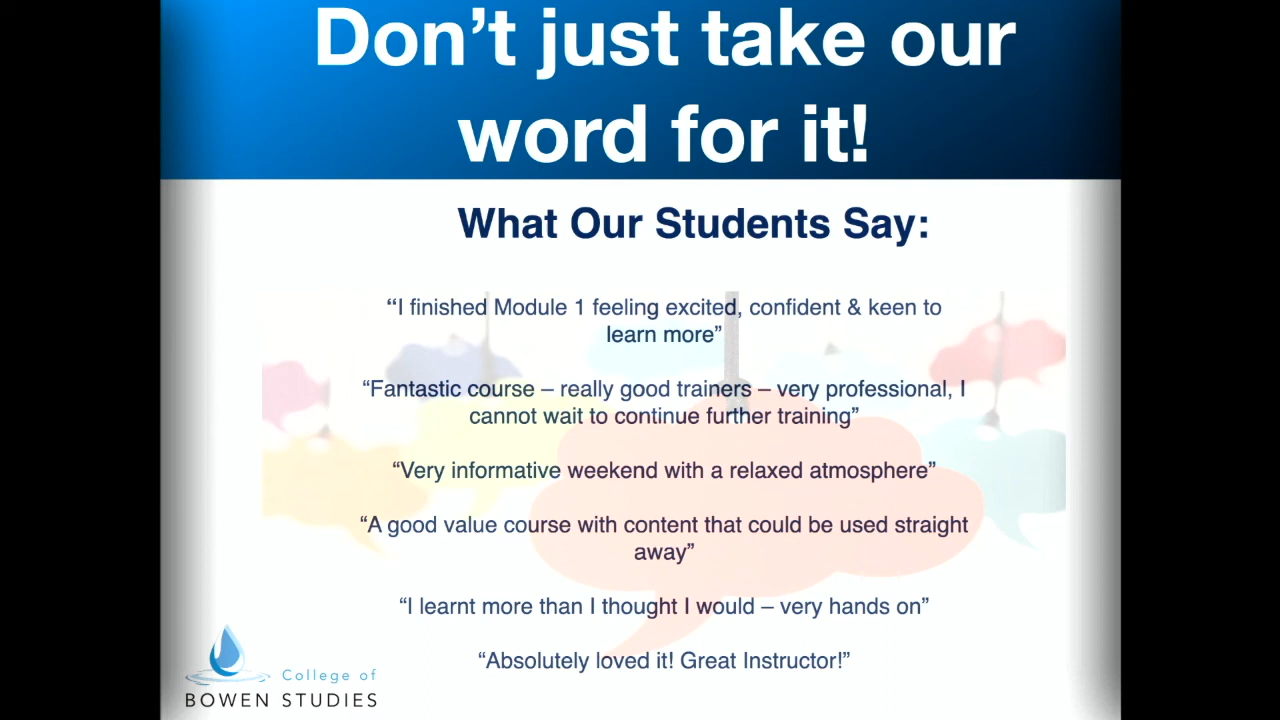 Don’t just take our
word for it!
What Our Students Say:
“I finished Module 1 feeling excited, confident & keen to
learn more”
“Fantastic course – really good trainers – very professional, I
cannot wait to continue further training”
“Very informative weekend with a relaxed atmosphere”
“A good value course with content that could be used straight
away”
“I learnt more than I thought I would – very hands on”
“Absolutely loved it! Great Instructor!”
College of
BOWEN STUDIES